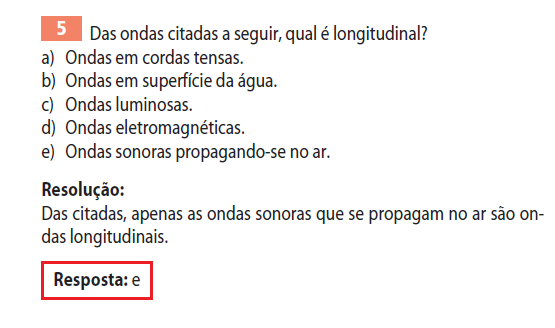 5 Das ondas citadas a seguir, qual é longitudinal?
a) Ondas em cordas tensas.
b) Ondas em superfície da água.
c) Ondas luminosas.
d) Ondas eletromagnéticas.
e) Ondas sonoras propagando-se no ar.
Resolução:
Das citadas, apenas as ondas sonoras que se propagam no ar são on-
das longitudinais.
Resposta: e